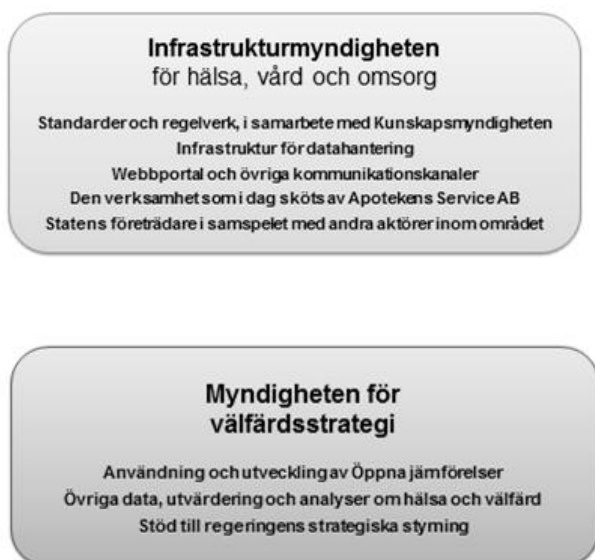 Infrastrukturmyndigheten
för hälsa, vård och omsorg
Standarder och regelverk, i samarbete med Kunskapsmyndigheten
Infrastruktur för datahantering
Webbportal och övriga kommunikationskanaler
Den verksamhet som i dag sköts av Apotekens Service AB
Statens företrädare i samspelet med andra aktörer inom området
Myndigheten för
välfärdsstrategi
Användning och utveckling av Öppna jämförelser
Övriga data, utvärdering och analyser om hälsa och välfärd
Stöd till regeringens strategiska styrning